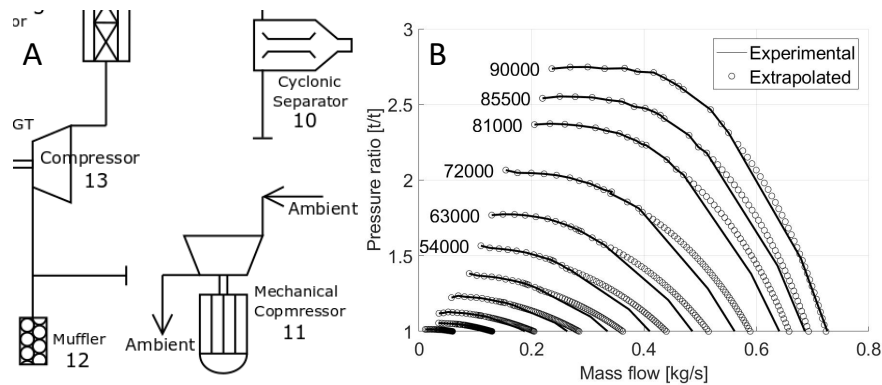 or
A
GT
Compressor
13
Muffler
12
Cyclonic
Separator
10
Ambient
Mechanical
Copmressor
11
Ambient
B
Pressure ratio [t/t]
3
2.5
2
1.5
1
90000
85500
81000
72000
63000
54000
Experimental
Extrapolated
0
0.2
0.4
0.6
0.8
Mass flow [kg/s]